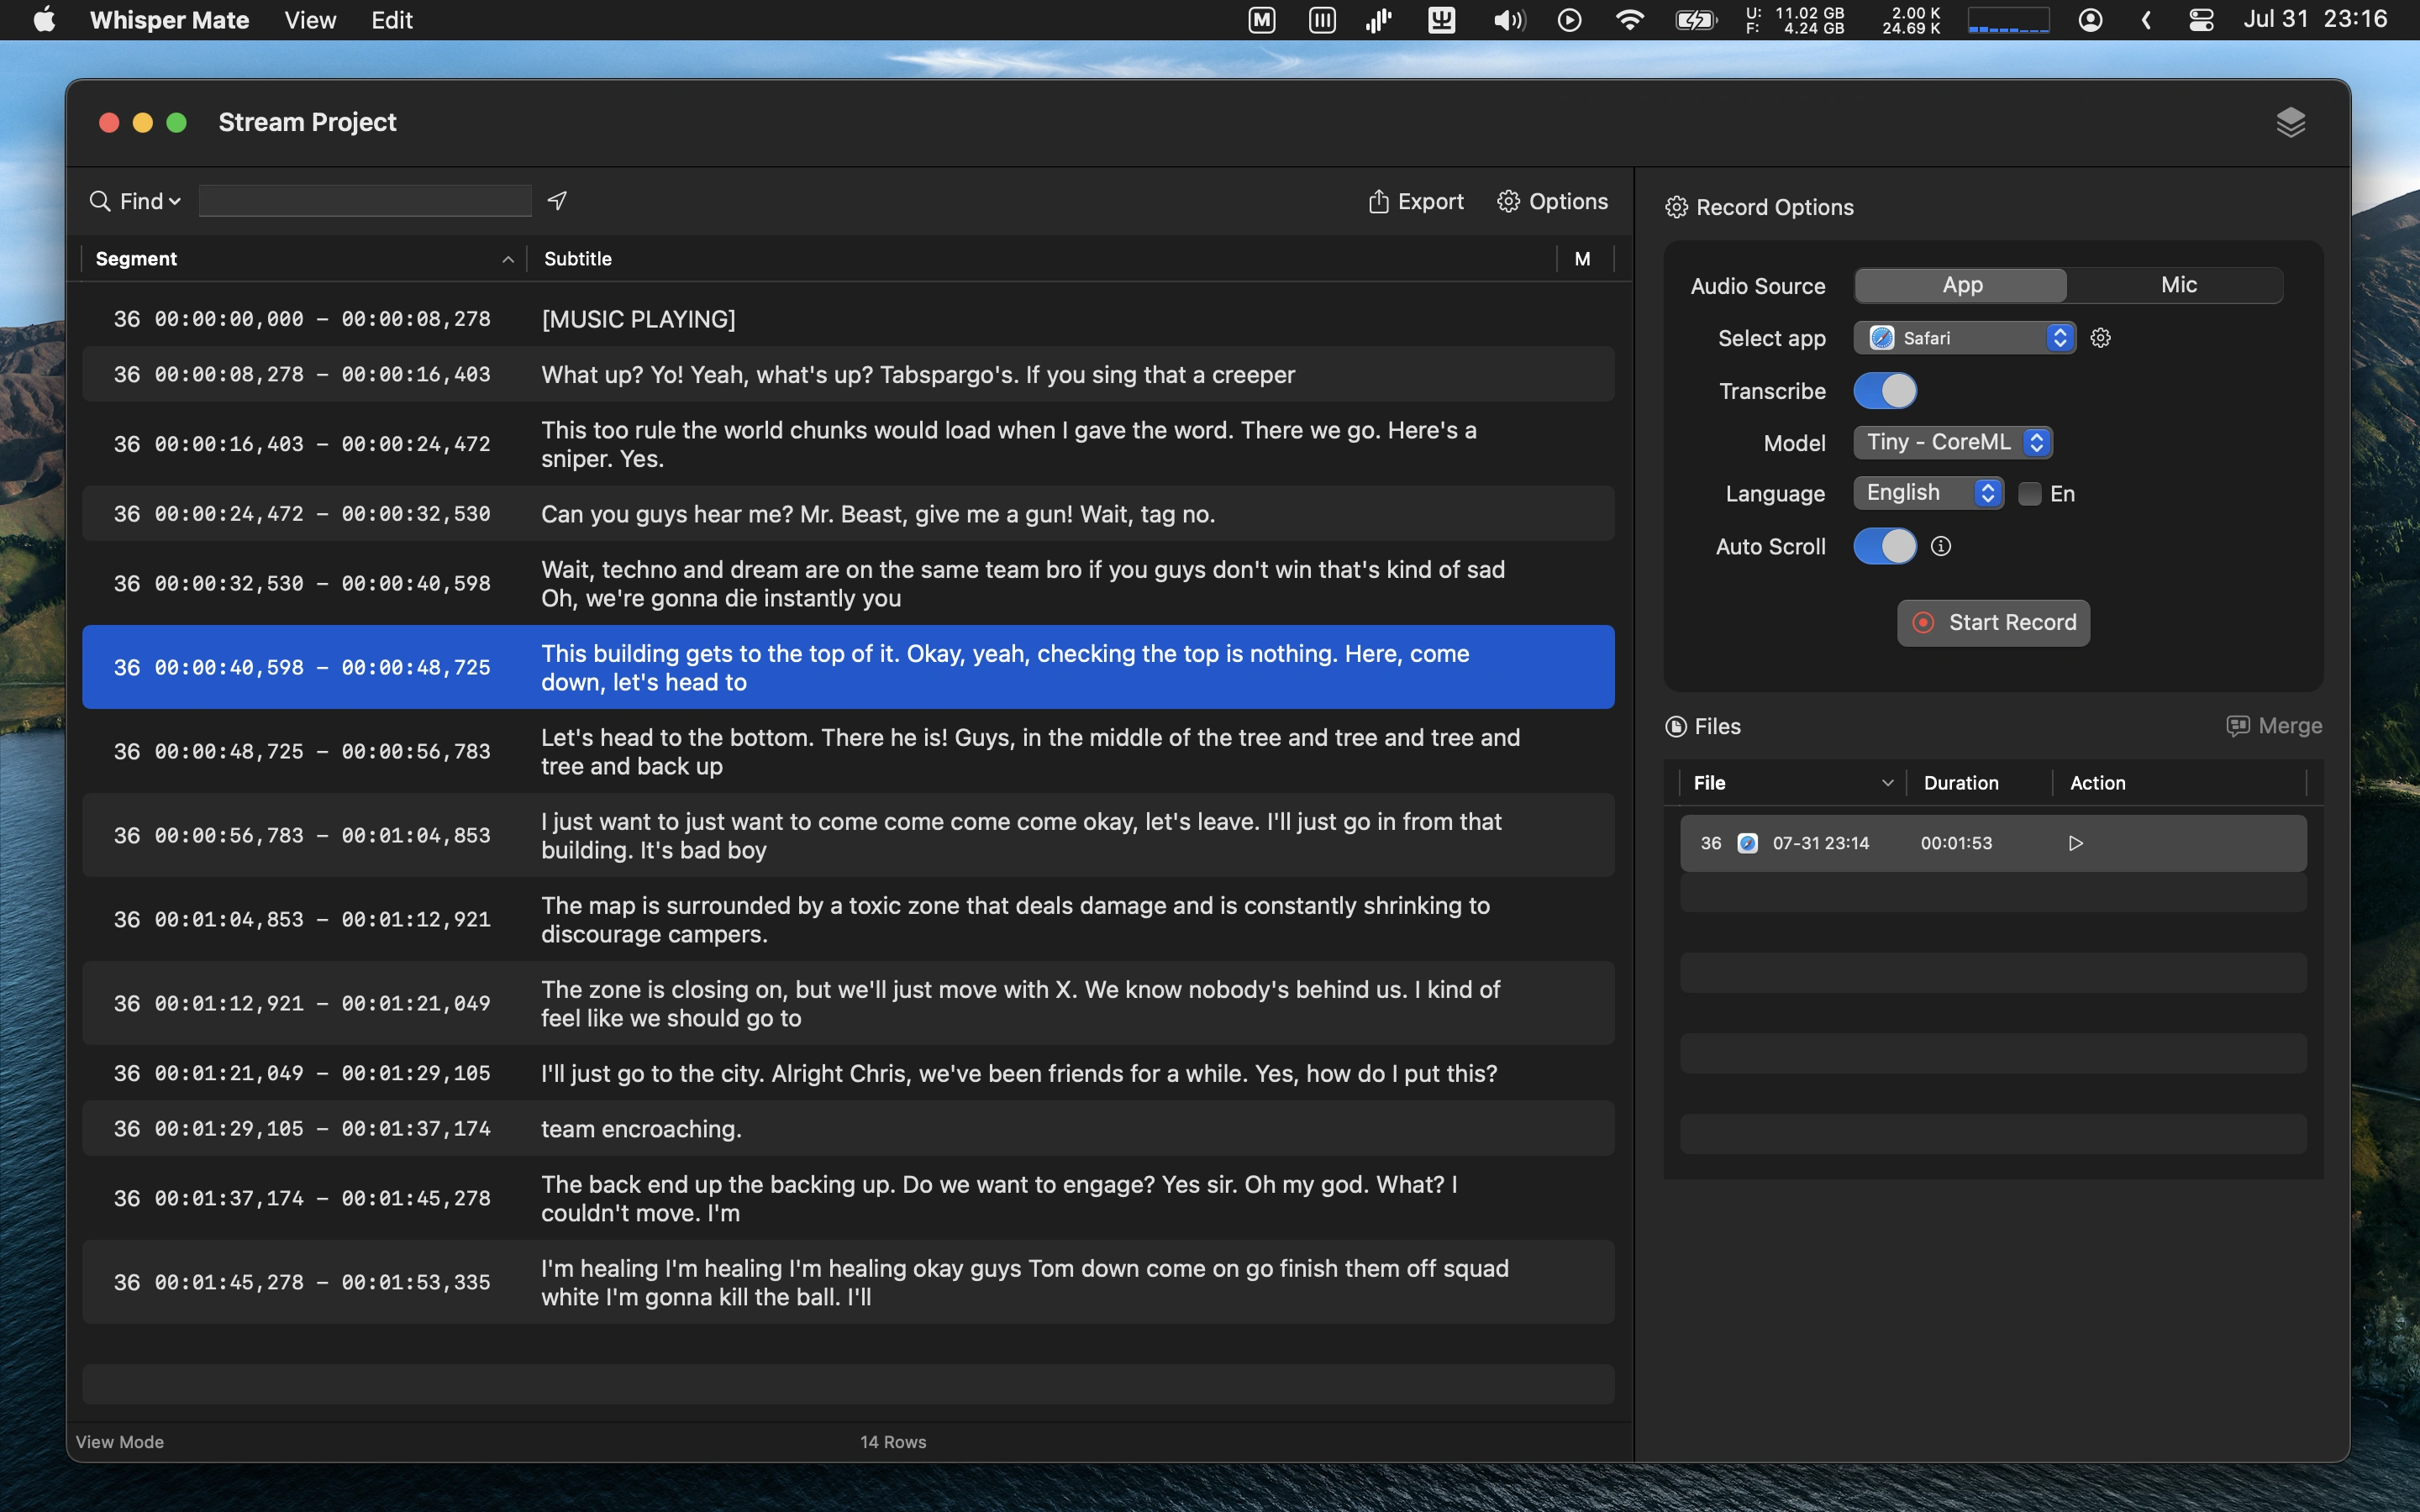 Whisper Mate View Edit
U: 11.02 GB 2.00 K
F: 4.24 GB 24.69 K
Jul 31 23:16
Stream Project
Find
Export Options
Segment Subtitle M
36 00:00:00,000 – 00:00:08,278 [MUSIC PLAYING]
36 00:00:08,278 – 00:00:16,403 What up? Yo! Yeah, what's up? Tabspargo's. If you sing that a creeper
36 00:00:16,403 – 00:00:24,472 This too rule the world chunks would load when I gave the word. There we go. Here's a
sniper. Yes.
36 00:00:24,472 – 00:00:32,530 Can you guys hear me? Mr. Beast, give me a gun! Wait, tag no.
36 00:00:32,530 – 00:00:40,598 Wait, techno and dream are on the same team bro if you guys don't win that's kind of sad
Oh, we're gonna die instantly you
36 00:00:40,598 – 00:00:48,725 This building gets to the top of it. Okay, yeah, checking the top is nothing. Here, come
down, let's head to
36 00:00:48,725 – 00:00:56,783 Let's head to the bottom. There he is! Guys, in the middle of the tree and tree and tree and
tree and back up
36 00:00:56,783 – 00:01:04,853 I just want to just want to come come come come okay, let's leave. I'll just go in from that
building. It's bad boy
36 00:01:04,853 – 00:01:12,921 The map is surrounded by a toxic zone that deals damage and is constantly shrinking to
discourage campers.
36 00:01:12,921 – 00:01:21,049 The zone is closing on, but we'll just move with X. We know nobody's behind us. I kind of
feel like we should go to
36 00:01:21,049 – 00:01:29,105 I'll just go to the city. Alright Chris, we've been friends for a while. Yes, how do I put this?
36 00:01:29,105 – 00:01:37,174 team encroaching.
36 00:01:37,174 – 00:01:45,278 The back end up the backing up. Do we want to engage? Yes sir. Oh my god. What? I
couldn't move. I'm
36 00:01:45,278 – 00:01:53,335 I'm healing I'm healing I'm healing okay guys Tom down come on go finish them off squad
white I'm gonna kill the ball. I'll
View Mode 14 Rows
Record Options
Audio Source App Mic
Select app Safari
Transcribe
Model Tiny - CoreML
Language English En
Auto Scroll
Start Record
Files Merge
File Duration Action
36 07-31 23:14 00:01:53